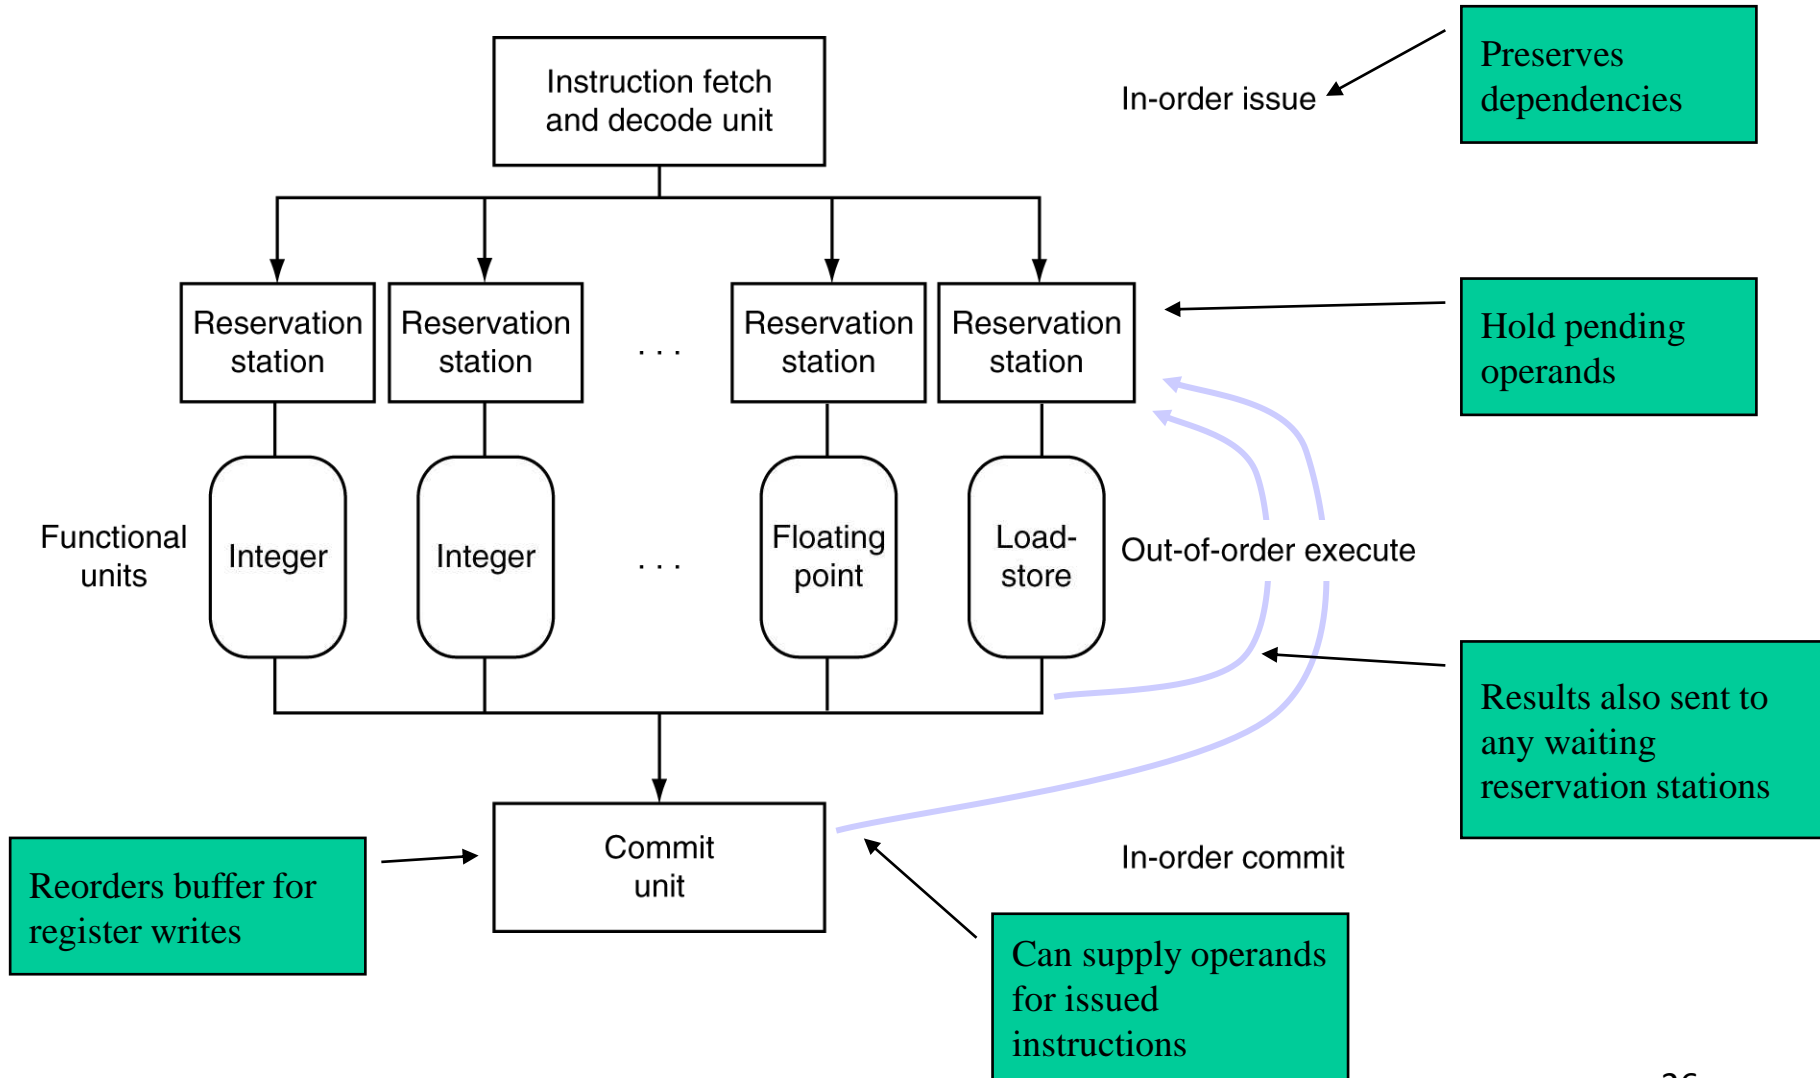 Instruction fetch
and decode unit
In-order issue
Preserves
dependencies
Reservation
station
Reservation
station
. . .
Reservation
station
Reservation
station
Hold pending
operands
Functional
units
Integer
Integer
. . .
Floating
point
Load-
store
Out-of-order execute
Results also sent to
any waiting
reservation stations
Commit
unit
In-order commit
Reorders buffer for
register writes
Can supply operands
for issued
instructions